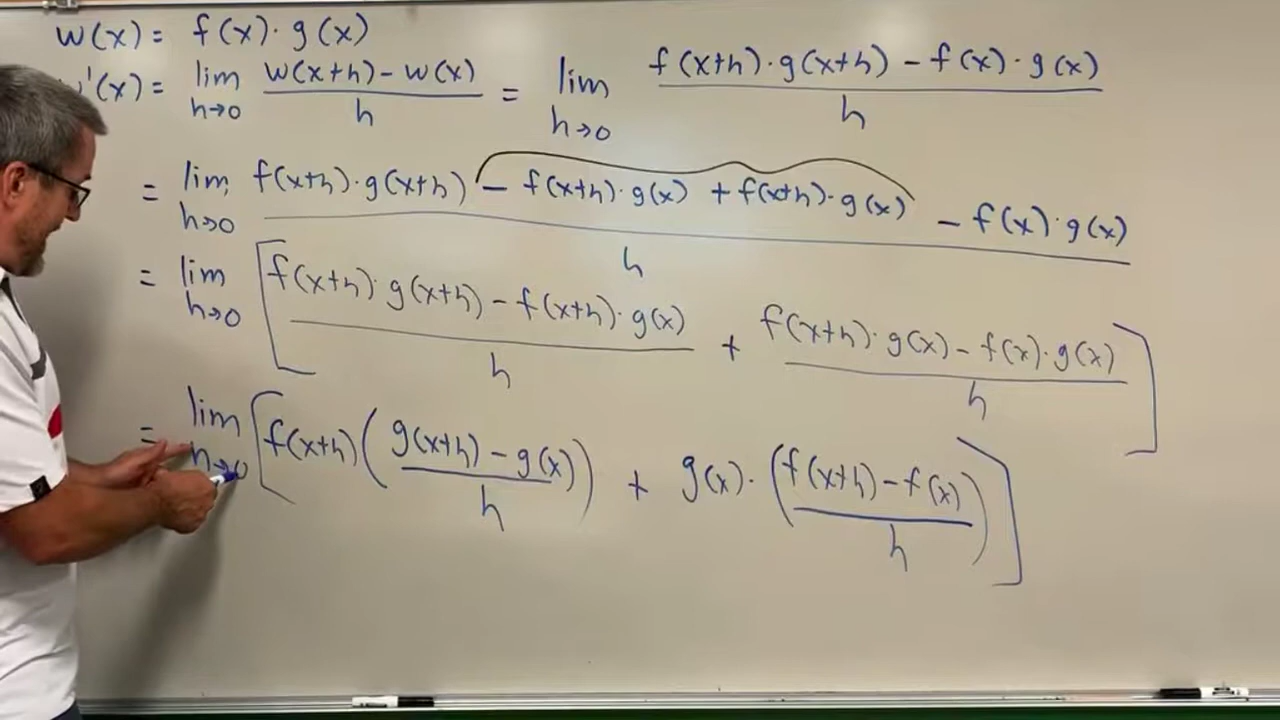 w(x) = f(x)·g(x)
'(x) = lim h→0 w(x+h) - w(x) / h = lim h→0 f(x+h)·g(x+h) - f(x)·g(x) / h
= lim h→0 f(x+h)·g(x+h) - f(x+h)·g(x) + f(x+h)·g(x) - f(x)·g(x) / h
= lim h→0 [ f(x+h)·g(x+h) - f(x+h)·g(x) / h + f(x+h)·g(x) - f(x)·g(x) / h ]
= lim h→0 [ f(x+h) ( g(x+h) - g(x) / h ) + g(x)· ( f(x+h) - f(x) / h ) ]